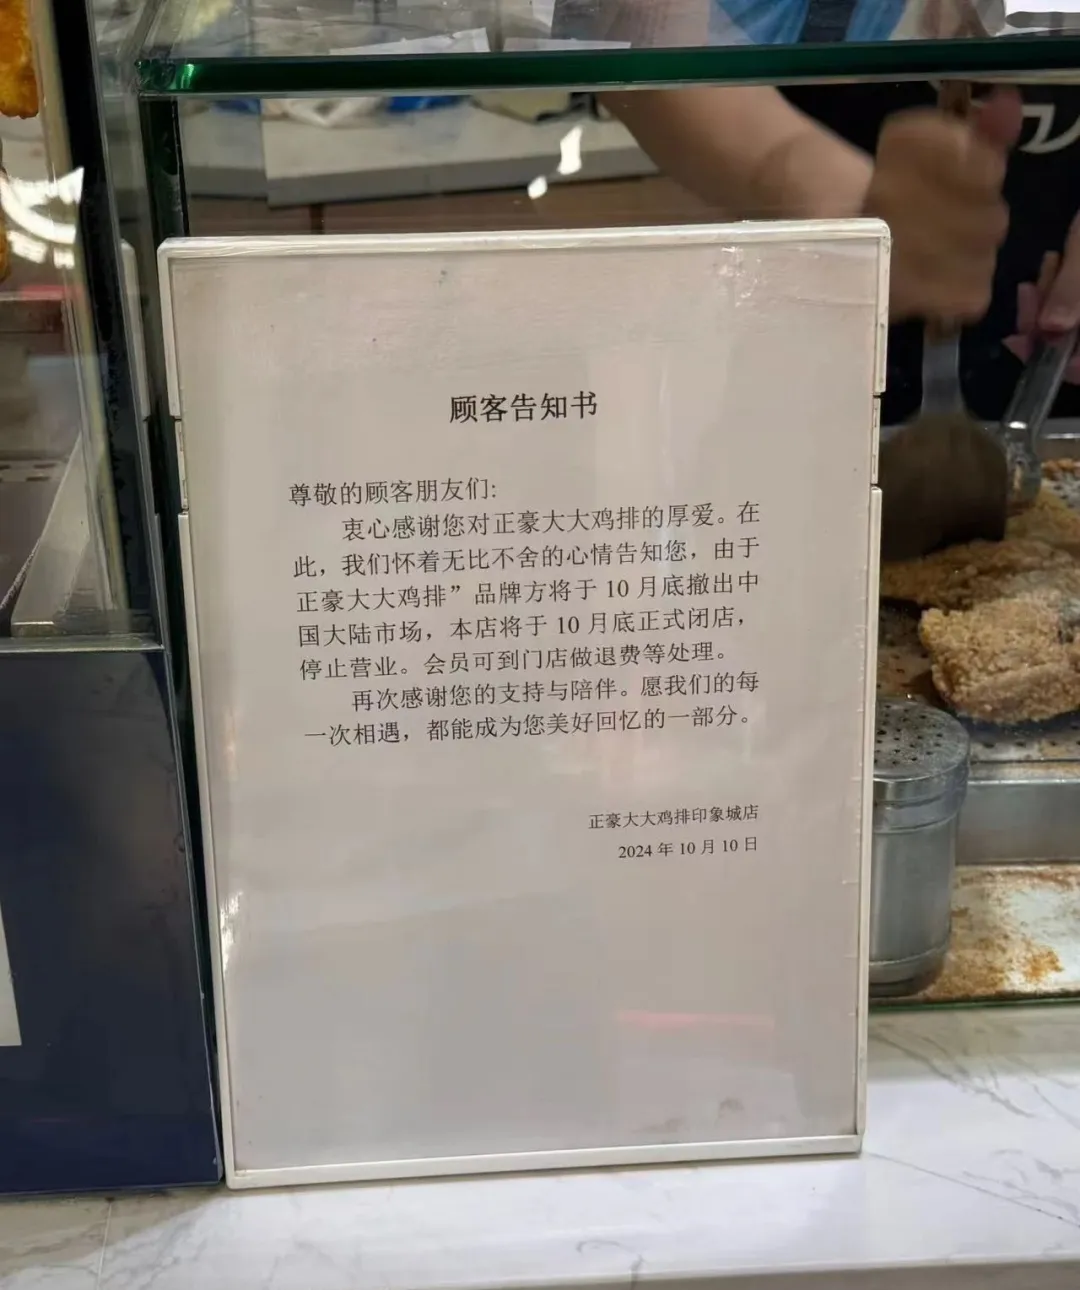 顾客告知书
尊敬的顾客朋友们:
衷心感谢您对正豪大大鸡排的厚爱。在
此，我们怀着无比不舍的心情告知您，由于
正豪大大鸡排”品牌方将于 10 月底撤出中
国大陆市场，本店将于 10 月底正式闭店，
停止营业。会员可到门店做退费等处理。
再次感谢您的支持与陪伴。愿我们的每
一次相遇，都能成为您美好回忆的一部分。
正豪大大鸡排印象城店
2024 年 10 月 10 日